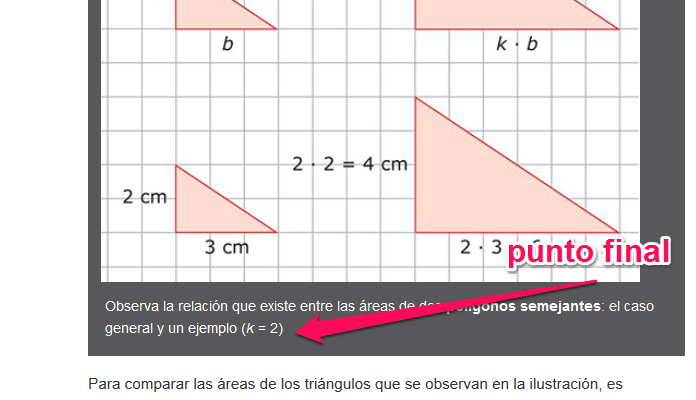 b
k · b
2 · 2 = 4 cm
2 cm
3 cm
2 · 3
punto final
Observa la relación que existe entre las áreas de polígonos semejantes: el caso
general y un ejemplo (k = 2)
Para comparar las áreas de los triángulos que se observan en la ilustración, es